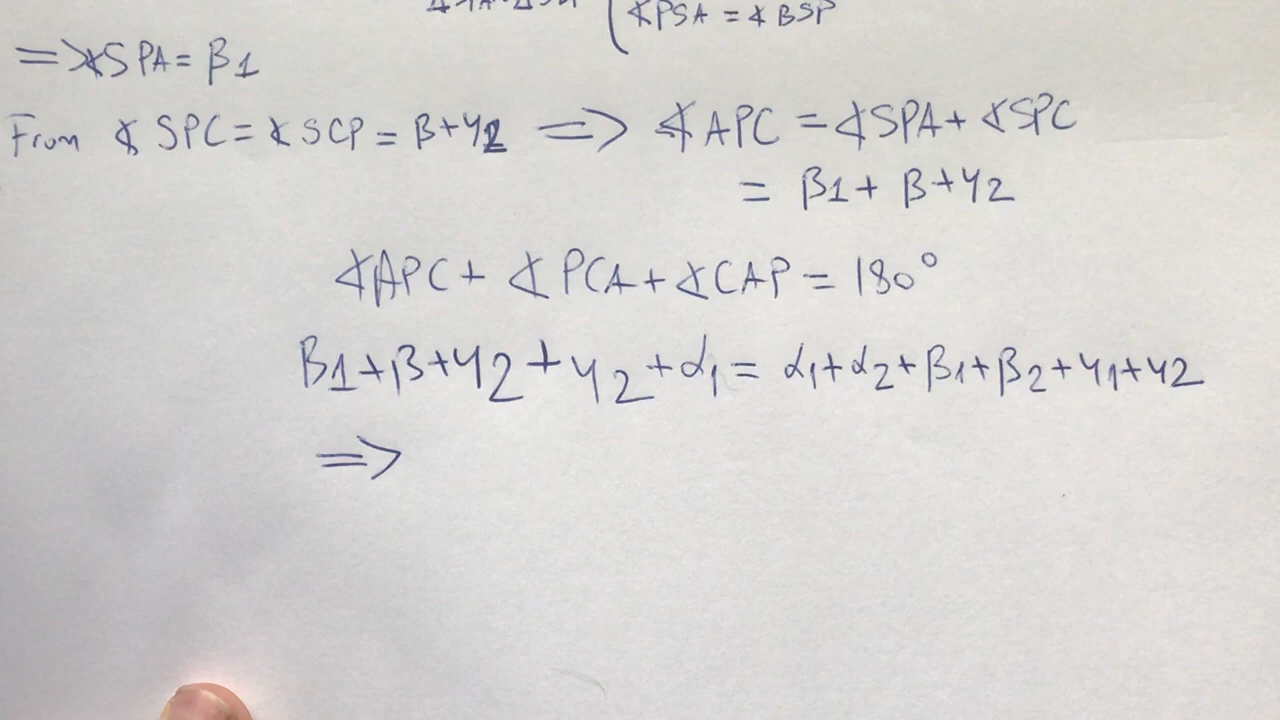 ∢PSA = ∢BSP
=> ∢SPA = β1
From ∢SPC = ∢SCP = β+γ2 => ∢APC = ∢SPA + ∢SPC
= β1 + β+γ2
∢APC + ∢PCA + ∢CAP = 180°
β1+β+γ2+γ2+α1 = α1+α2+β1+β2+γ1+γ2
=>